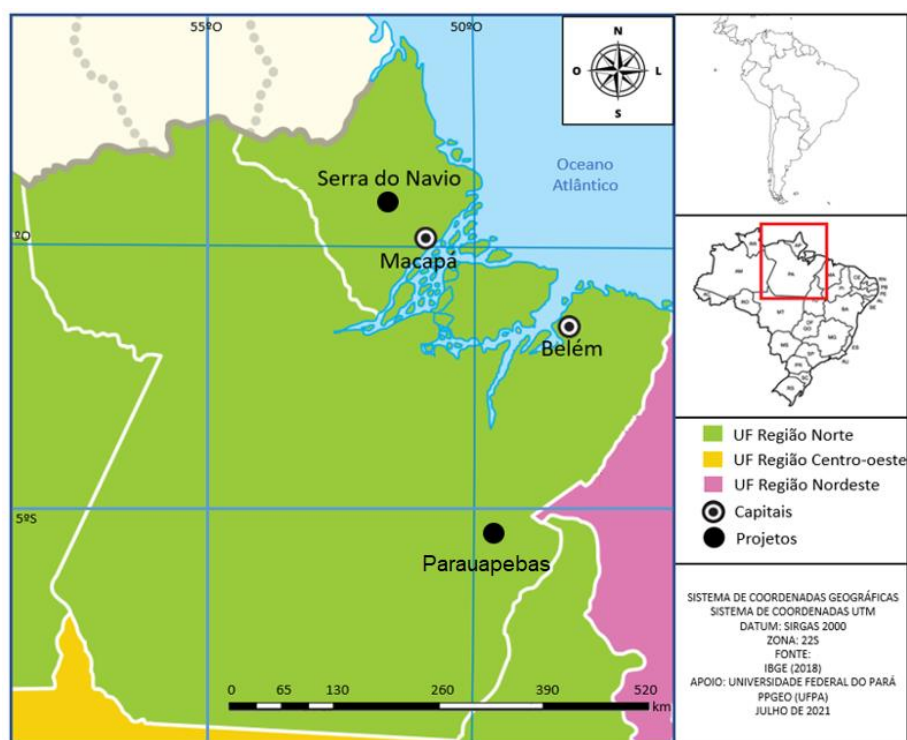 55ºO
50ºO
N
O
L
S
Oceano
Atlântico
Serra do Navio
ºO
Macapá
Belém
5ºS
Parauapebas
0
65
130
260
390
520
km
AM
PA
MT
UF Região Norte
UF Região Centro-oeste
UF Região Nordeste
Capitais
Projetos
SISTEMA DE COORDENADAS GEOGRÁFICAS
SISTEMA DE COORDENADAS UTM
DATUM: SIRGAS 2000
ZONA: 22S
FONTE:
IBGE (2018)
APOIO: UNIVERSIDADE FEDERAL DO PARÁ
PPGEO (UFPA)
JULHO DE 2021